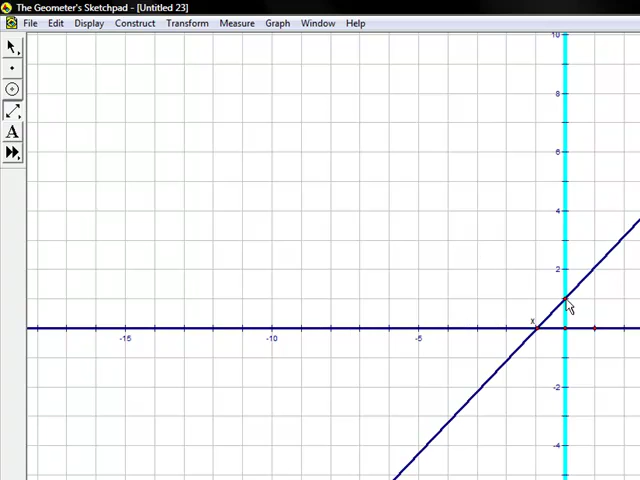 The Geometer's Sketchpad - [Untitled 23]
File Edit Display Construct Transform Measure Graph Window Help
A
10
8
6
4
2
x
-15 -10 -5
-2
-4